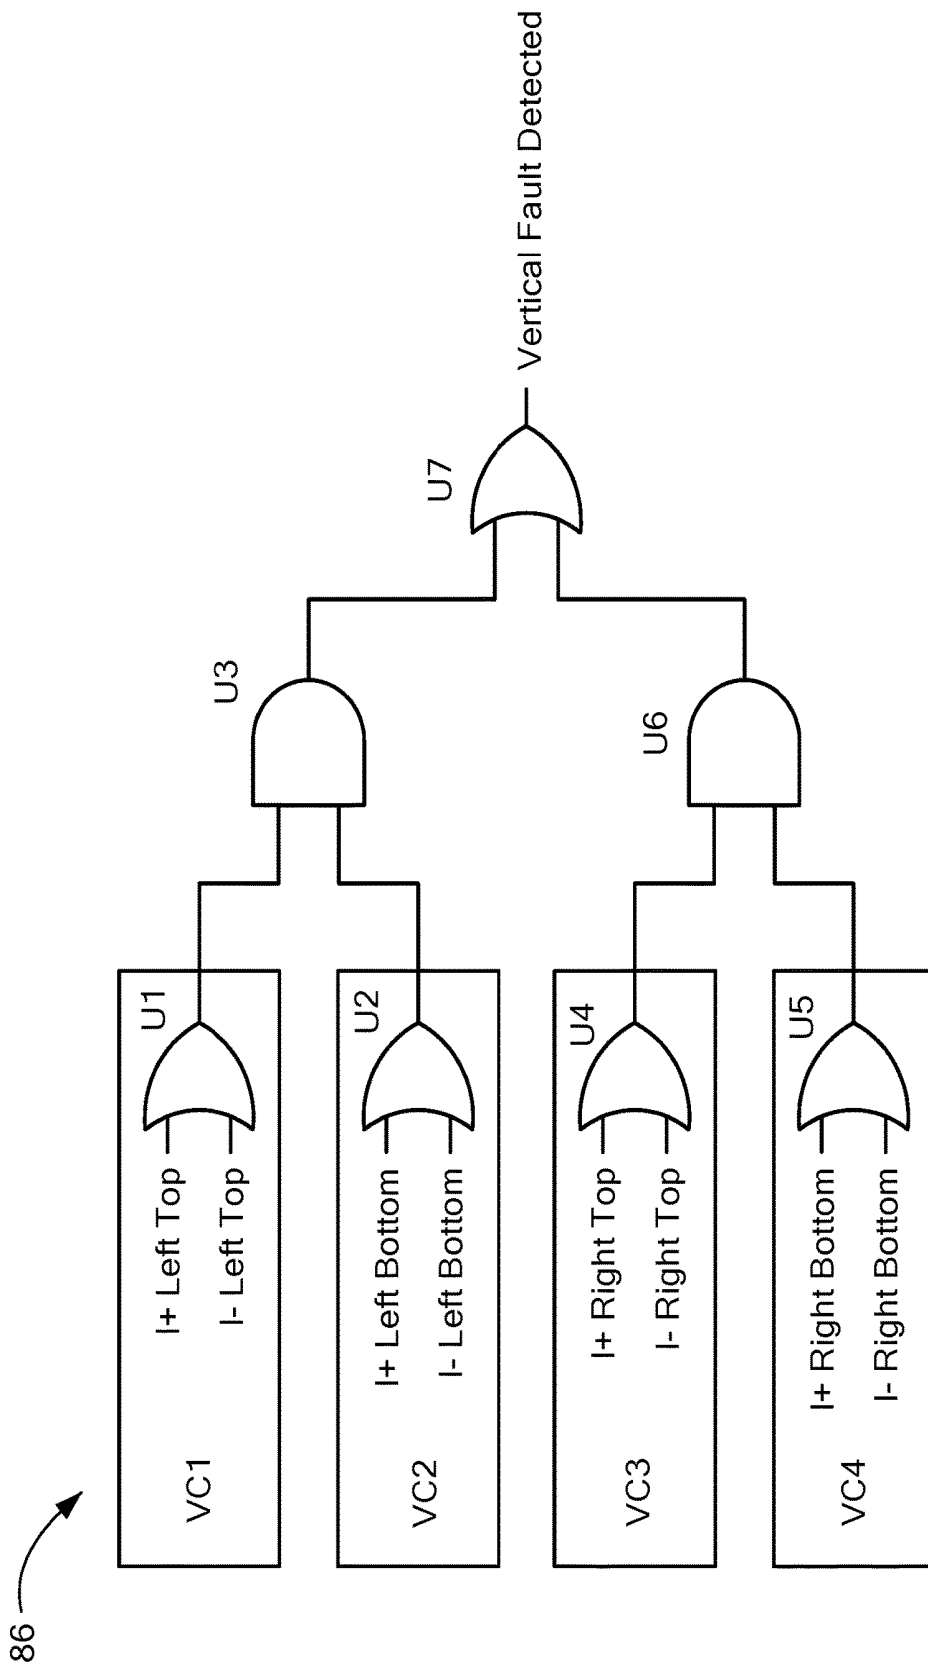 86
VC1
I+ Left Top
I- Left Top
U1
VC2
I+ Left Bottom
I- Left Bottom
U2
U3
VC3
I+ Right Top
I- Right Top
U4
VC4
I+ Right Bottom
I- Right Bottom
U5
U6
U7
Vertical Fault Detected